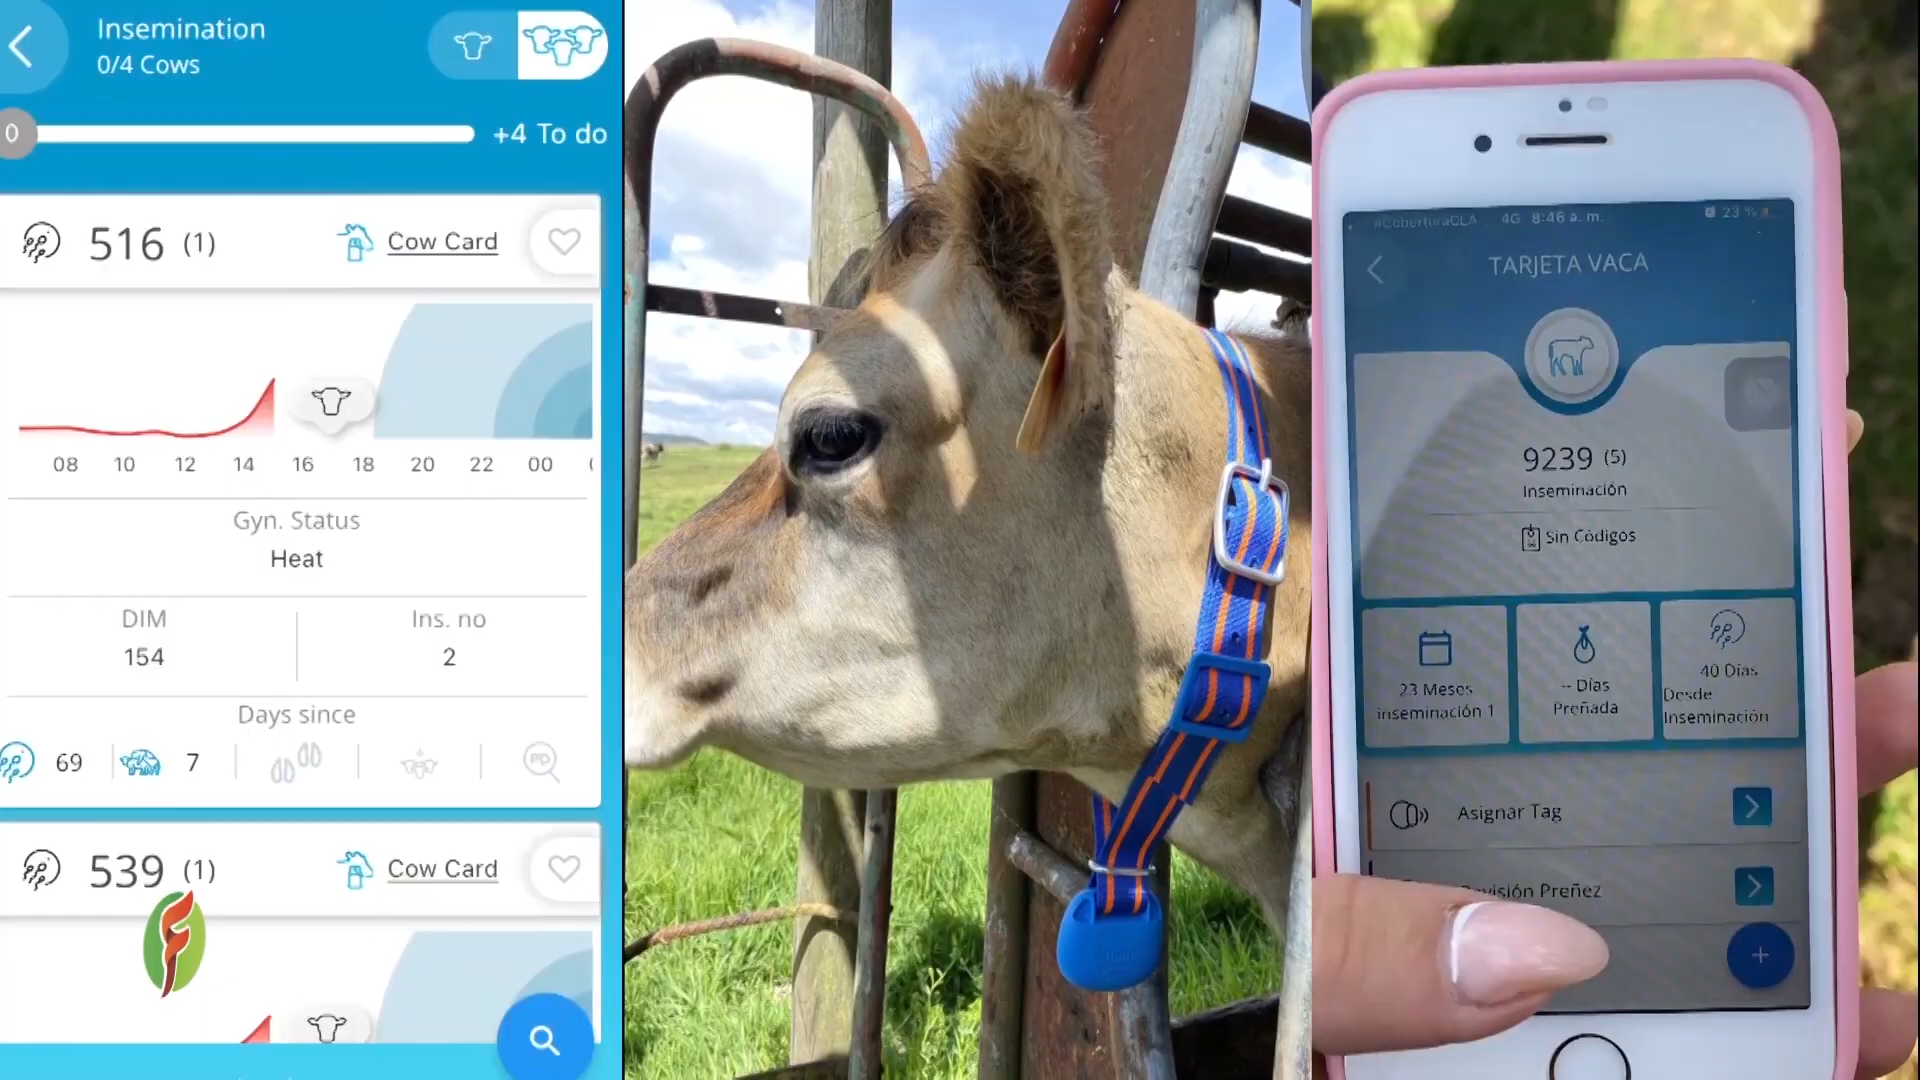 Insemination
0/4 Cows
0
+4 To do
516 (1)
Cow Card
08 10 12 14 16 18 20 22 00
Gyn. Status
Heat
DIM
Ins. no
154
2
Days since
69
7
PD
539 (1)
Cow Card
#CoberturaCLA 4G 8:46 a. m. 23 %
TARJETA VACA
9239 (5)
Inseminación
Sin Códigos
23 Meses
inseminación 1
-- Días
Preñada
40 Días
Desde
Inseminación
Asignar Tag
Preñez